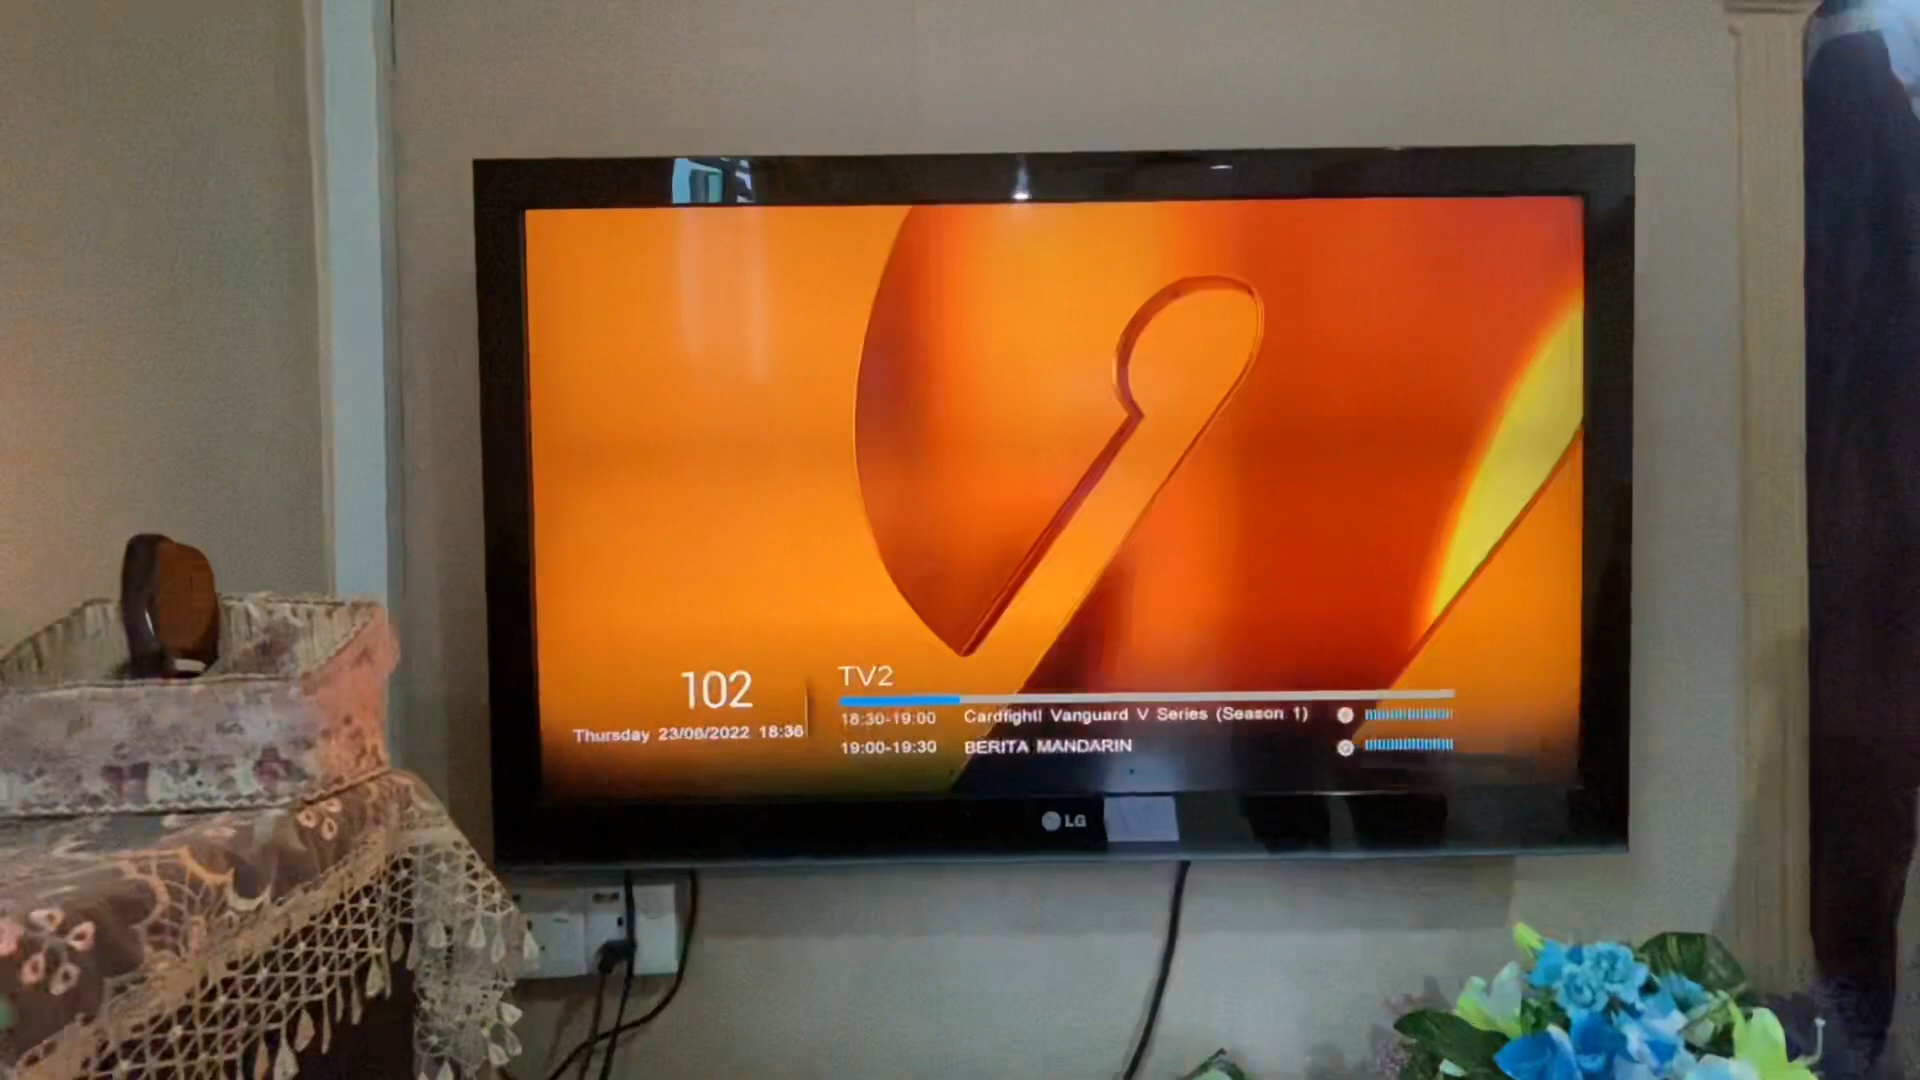 102
Thursday 23/06/2022 18:36
TV2
18:30-19:00 Cardfight! Vanguard V Series (Season 1)
19:00-19:30 BERITA MANDARIN
LG